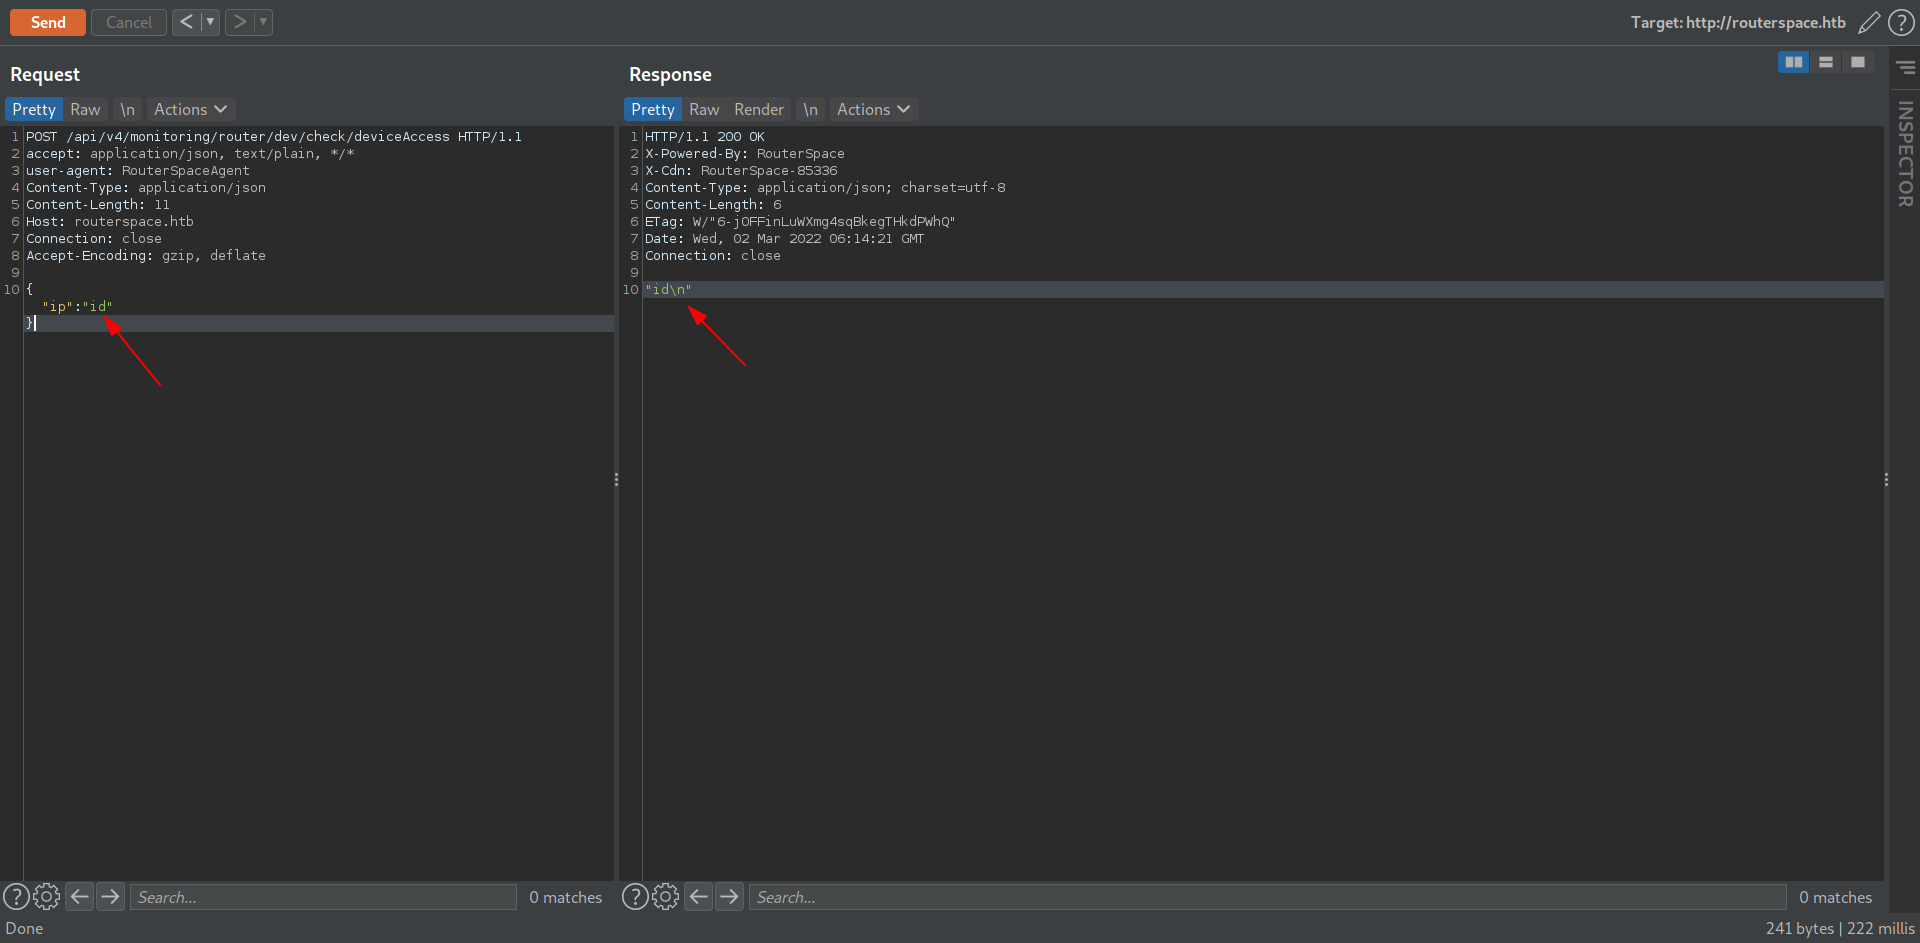 Send Cancel < ▼ > ▼ Target: http://routerspace.htb ?
Request
Pretty Raw \n Actions
1 POST /api/v4/monitoring/router/dev/check/deviceAccess HTTP/1.1
2 accept: application/json, text/plain, */*
3 user-agent: RouterSpaceAgent
4 Content-Type: application/json
5 Content-Length: 11
6 Host: routerspace.htb
7 Connection: close
8 Accept-Encoding: gzip, deflate
9
10 {
"ip":"id"
}
? Search... 0 matches
Response
Pretty Raw Render \n Actions
1 HTTP/1.1 200 OK
2 X-Powered-By: RouterSpace
3 X-Cdn: RouterSpace-85336
4 Content-Type: application/json; charset=utf-8
5 Content-Length: 6
6 ETag: W/"6-jOFFinLuWXmg4sqBkegTHkdPWhQ"
7 Date: Wed, 02 Mar 2022 06:14:21 GMT
8 Connection: close
9
10 "id\n"
? Search... 0 matches
INSPECTOR
Done 241 bytes | 222 millis